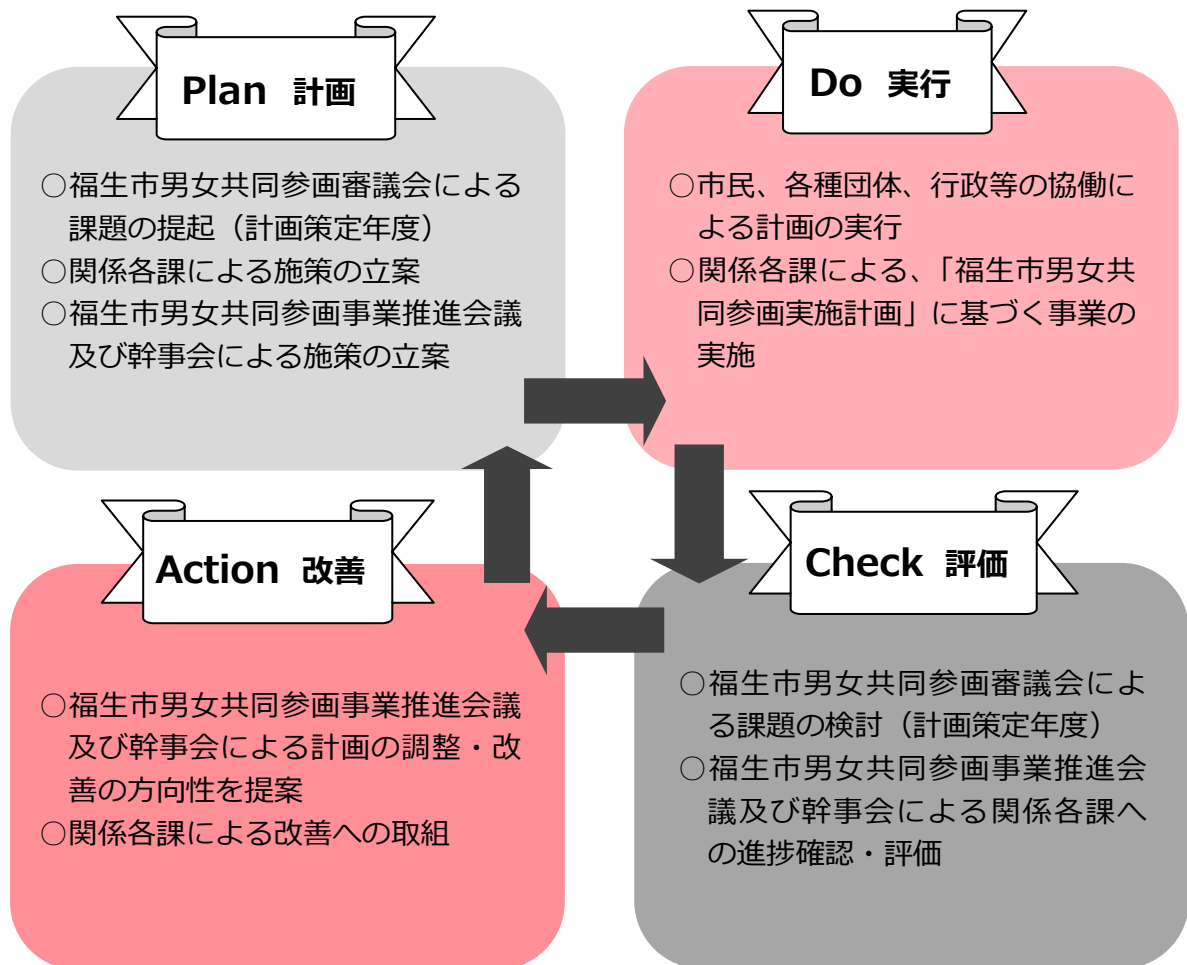 Plan 計画
○福生市男女共同参画審議会による
課題の提起（計画策定年度）
○関係各課による施策の立案
○福生市男女共同参画事業推進会議
及び幹事会による施策の立案
Do 実行
○市民、各種団体、行政等の協働に
よる計画の実行
○関係各課による、「福生市男女共
同参画実施計画」に基づく事業の
実施
Check 評価
○福生市男女共同参画審議会によ
る課題の検討（計画策定年度）
○福生市男女共同参画事業推進会
議及び幹事会による関係各課へ
の進捗確認・評価
Action 改善
○福生市男女共同参画事業推進会議
及び幹事会による計画の調整・改
善の方向性を提案
○関係各課による改善への取組